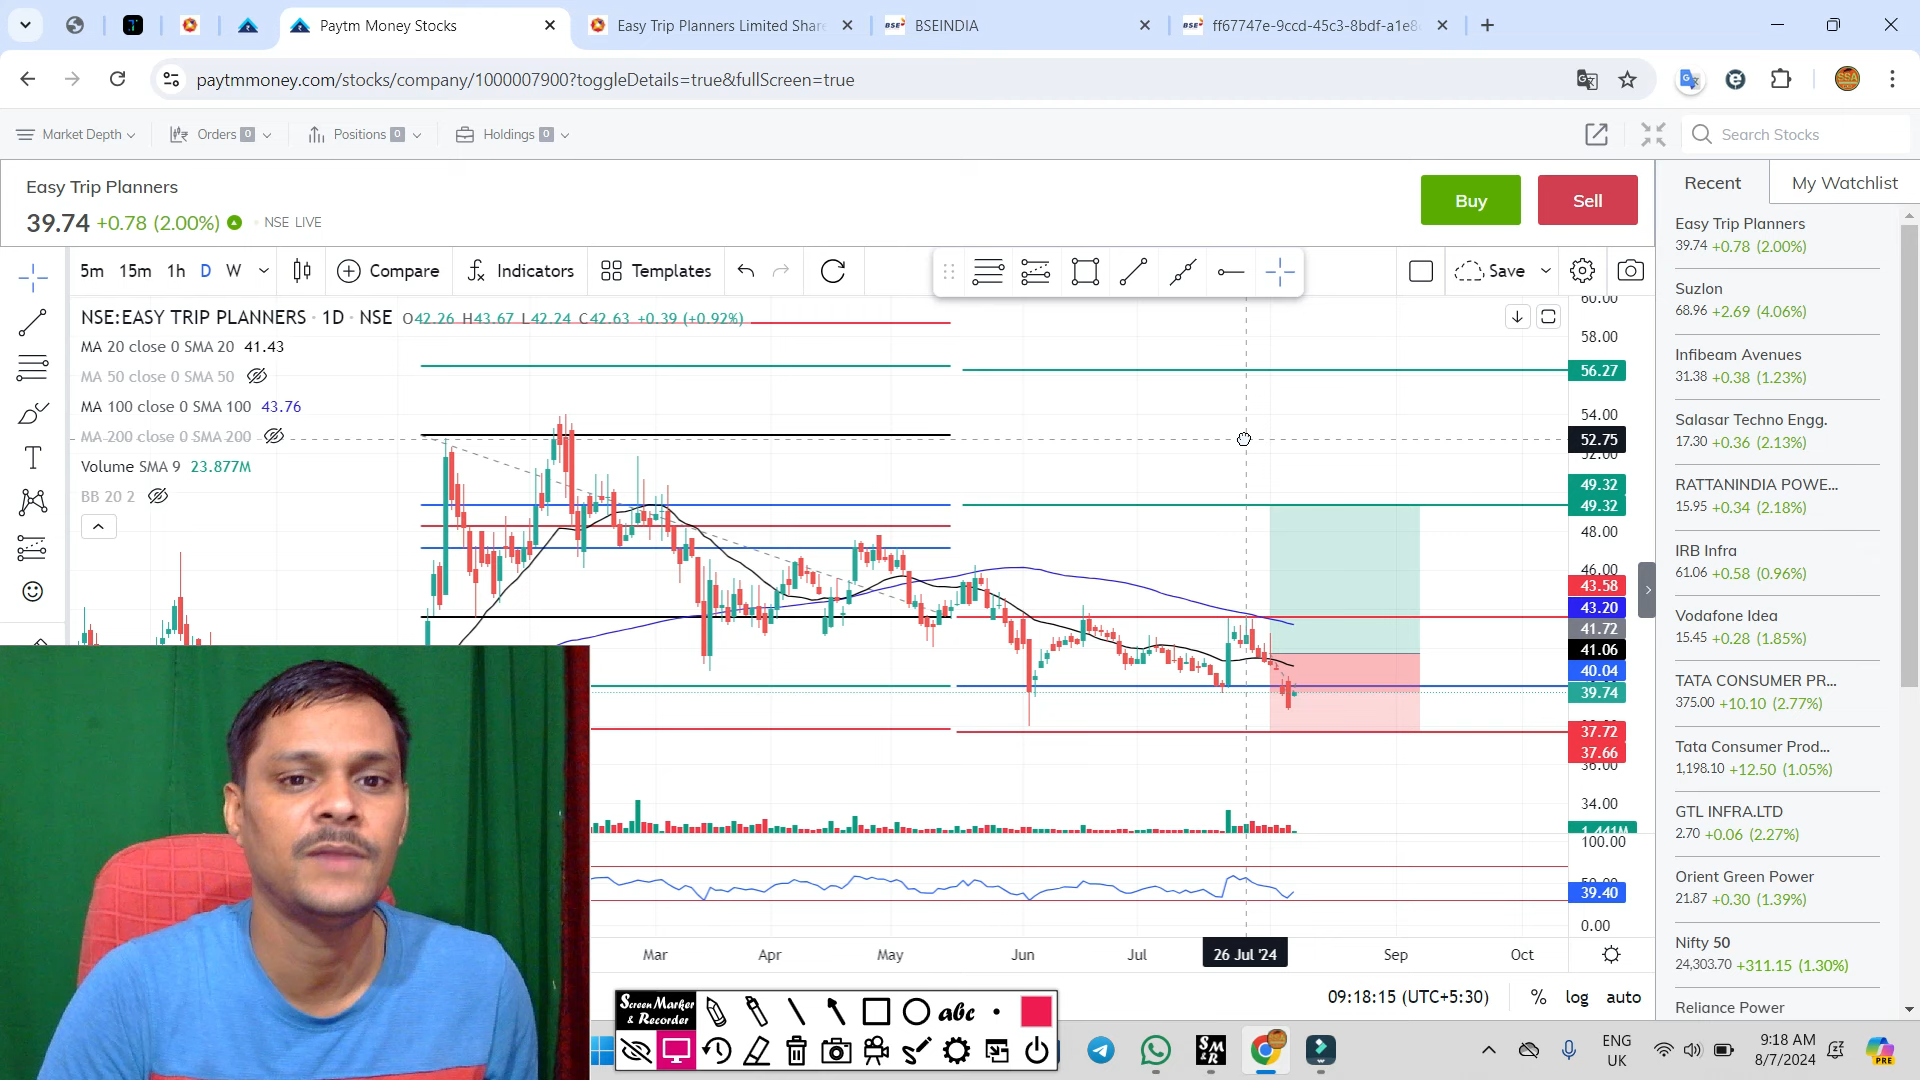 Paytm Money Stocks
Easy Trip Planners Limited Share
BSE
BSEINDIA
BSE
ff67747e-9ccd-45c3-8bdf-a1e8
paytmmoney.com/stocks/company/1000007900?toggleDetails=true&fullScreen=true
Market Depth
Orders 0
Positions 0
Holdings 0
Search Stocks
Easy Trip Planners
39.74 +0.78 (2.00%) NSE LIVE
Buy
Sell
Recent
My Watchlist
5m 15m 1h D W
Compare
Indicators
Templates
Save
NSE:EASY TRIP PLANNERS · 1D · NSE O42.26 H43.67 L42.24 C42.63 +0.39 (+0.92%)
MA 20 close 0 SMA 20 41.43
MA 50 close 0 SMA 50
MA 100 close 0 SMA 100 43.76
MA 200 close 0 SMA 200
Volume SMA 9 23.877M
BB 20 2
60.00
58.00
56.27
54.00
52.75
52.00
49.32
49.32
48.00
46.00
43.58
43.20
41.72
41.06
40.04
39.74
37.72
37.66
36.00
34.00
1.441M
100.00
39.40
0.00
Mar Apr May Jun Jul 26 Jul '24 Sep Oct
09:18:15 (UTC+5:30) % log auto
Easy Trip Planners
39.74 +0.78 (2.00%)
Suzlon
68.96 +2.69 (4.06%)
Infibeam Avenues
31.38 +0.38 (1.23%)
Salasar Techno Engg.
17.30 +0.36 (2.13%)
RATTANINDIA POWE...
15.95 +0.34 (2.18%)
IRB Infra
61.06 +0.58 (0.96%)
Vodafone Idea
15.45 +0.28 (1.85%)
TATA CONSUMER PR...
375.00 +10.10 (2.77%)
Tata Consumer Prod...
1,198.10 +12.50 (1.05%)
GTL INFRA.LTD
2.70 +0.06 (2.27%)
Orient Green Power
21.87 +0.30 (1.39%)
Nifty 50
24,303.70 +311.15 (1.30%)
Reliance Power
Screen Marker
& Recorder
abc
SM
&R
ENG
UK
9:18 AM
8/7/2024
PRE